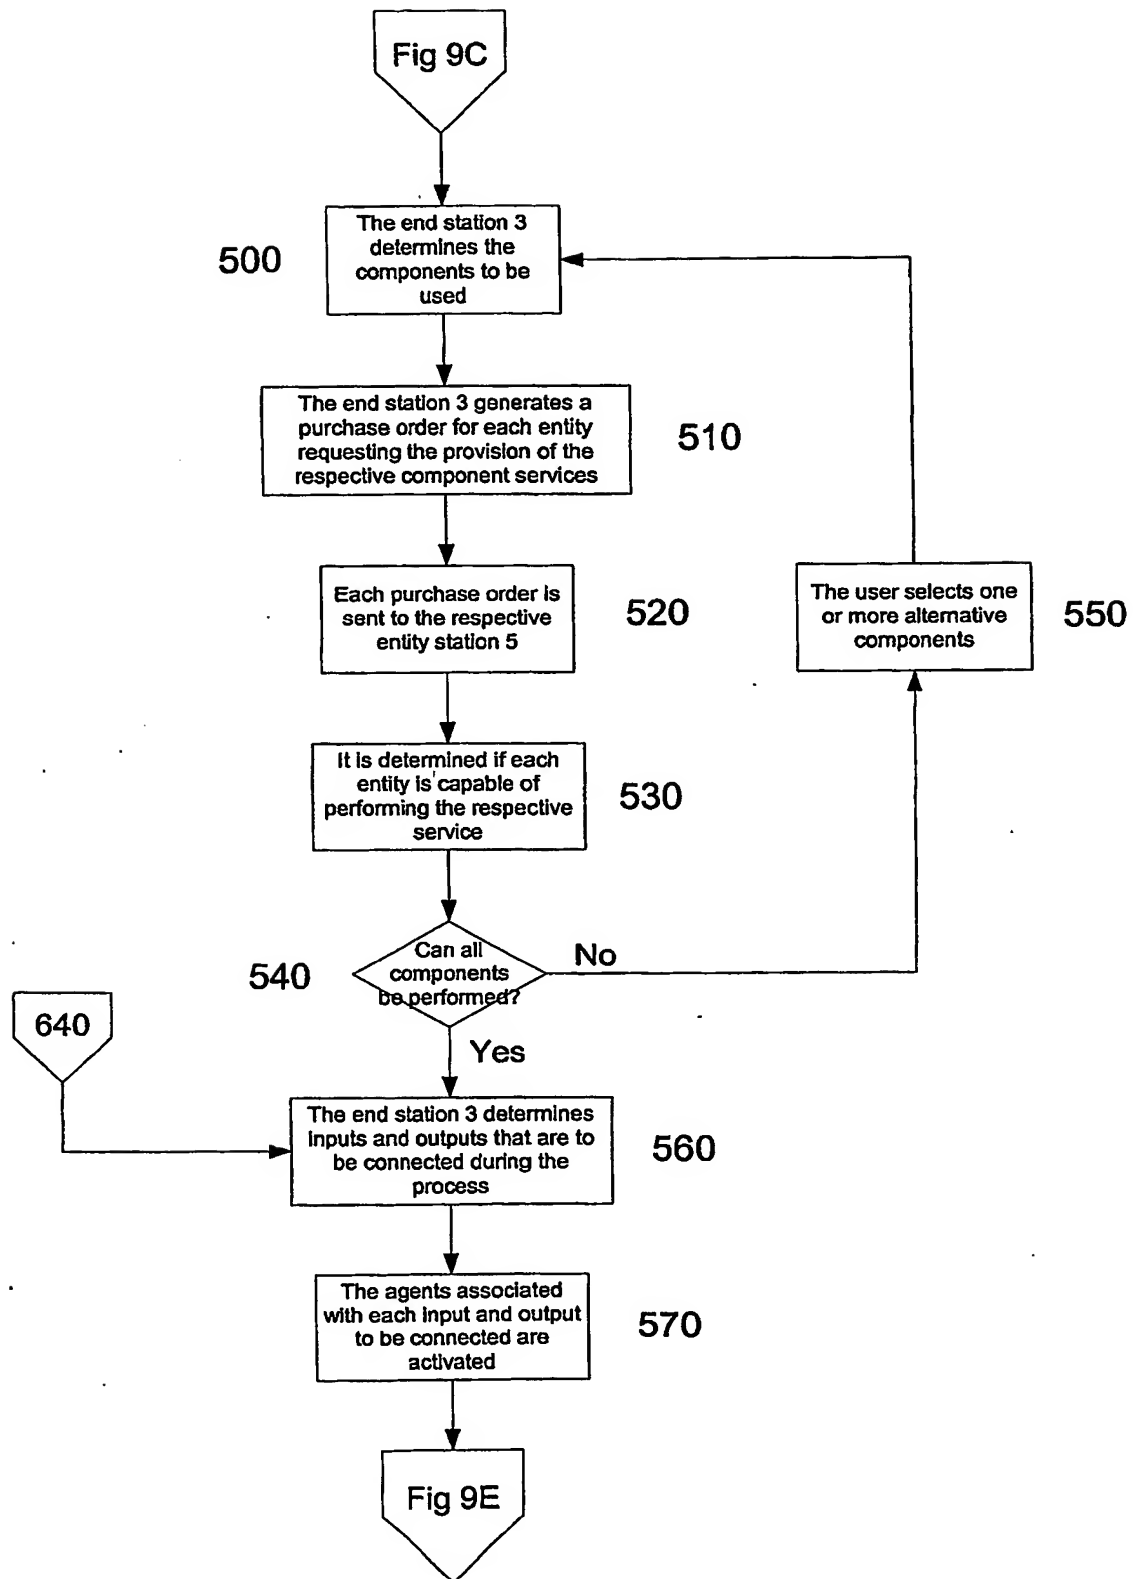 Fig 9C
The end station 3
determines the
components to be
used
500
The end station 3 generates a
purchase order for each entity
requesting the provision of the
respective component services
510
Each purchase order is
sent to the respective
entity station 5
520
The user selects one
or more alternative
components
550
It is determined if each
entity is capable of
performing the respective
service
530
Can all
components
be performed?
540
No
Yes
640
The end station 3 determines
inputs and outputs that are to
be connected during the
process
560
The agents associated
with each input and output
to be connected are
activated
570
Fig 9E